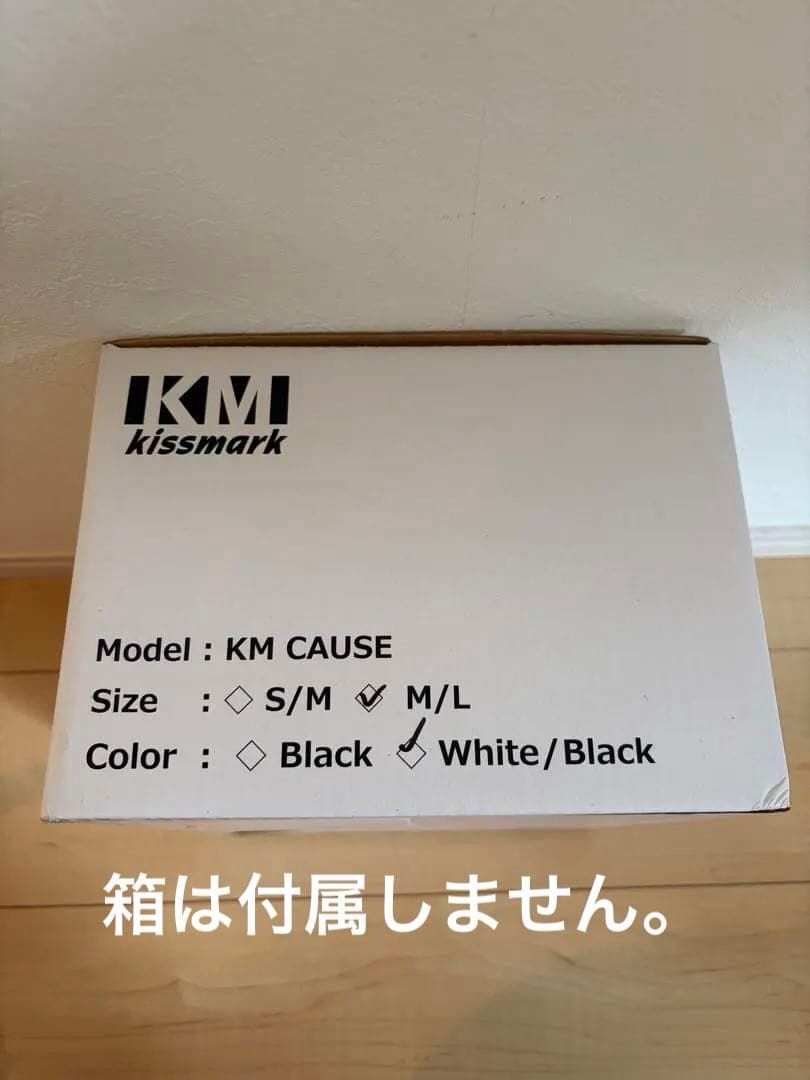 KM
kissmark
Model : KM CAUSE
Size : ◇ S/M ◇ M/L
Color : ◇ Black ◇ White/Black
箱は付属しません。